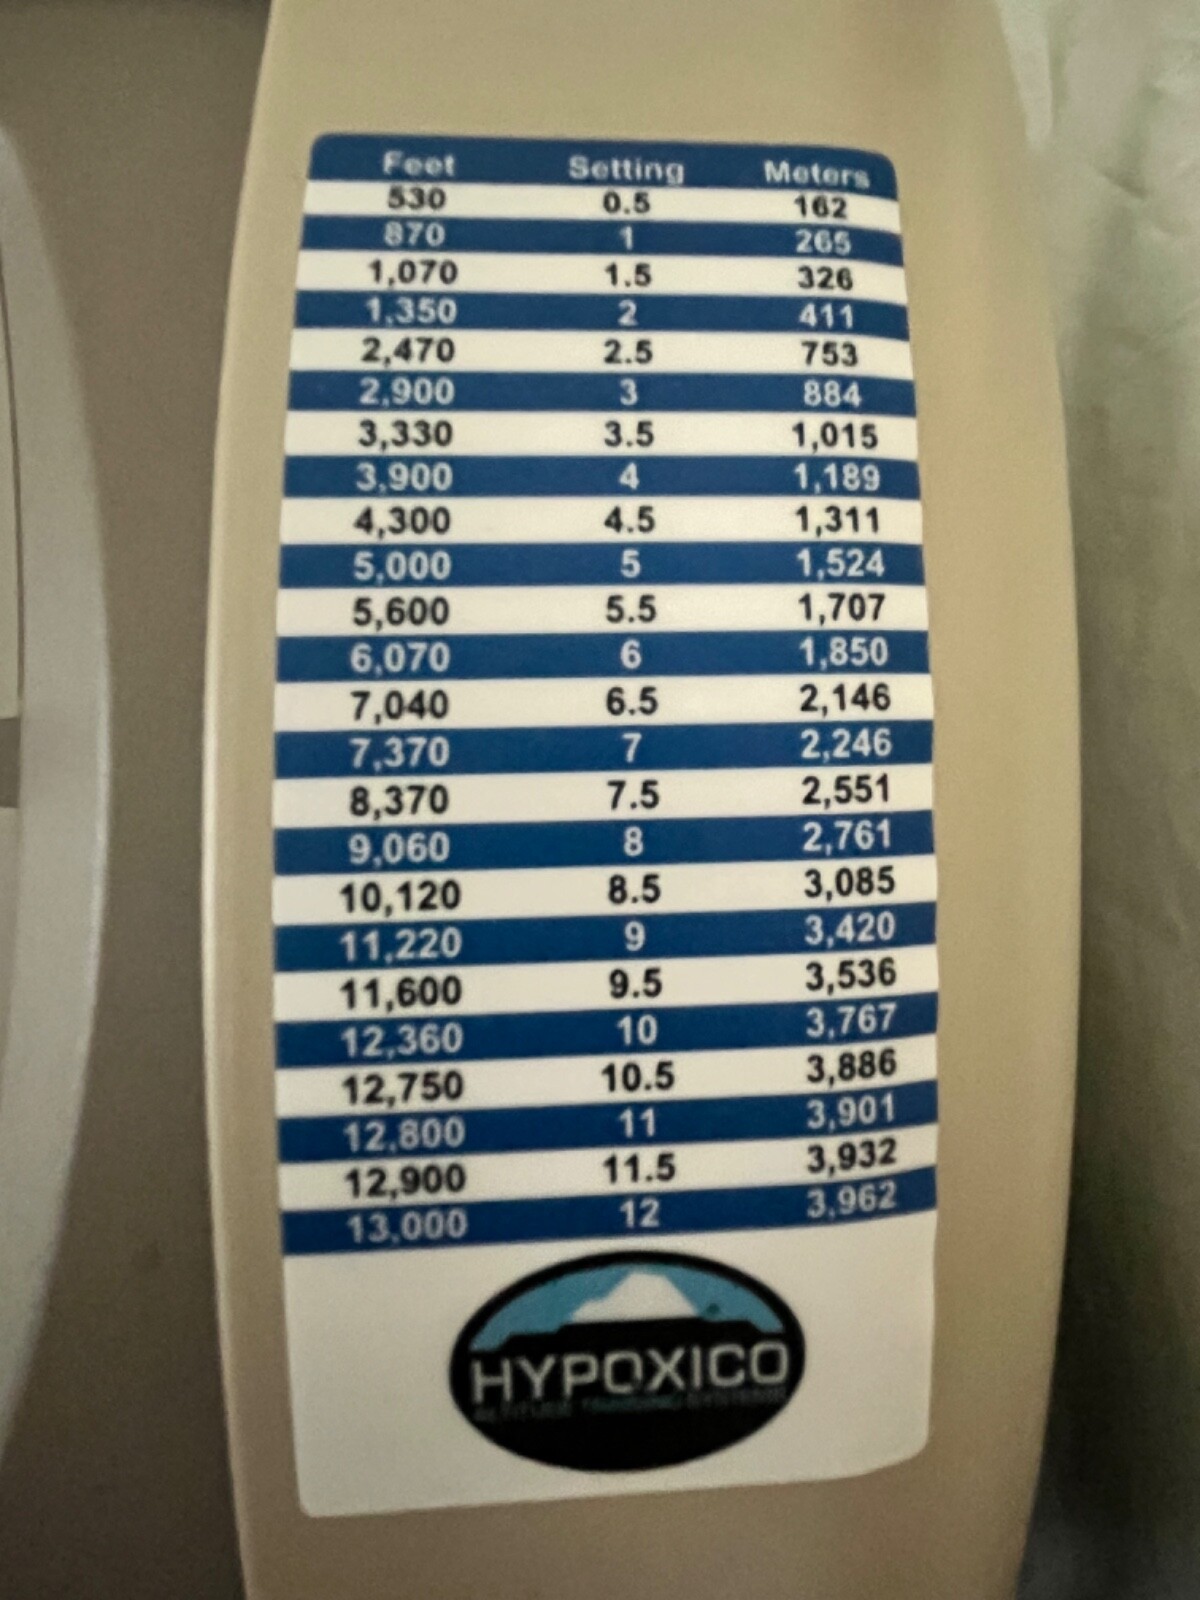 Feet Setting Meters
530 0.5 162
870 1 265
1,070 1.5 326
1,350 2 411
2,470 2.5 753
2,900 3 884
3,330 3.5 1,015
3,900 4 1,189
4,300 4.5 1,311
5,000 5 1,524
5,600 5.5 1,707
6,070 6 1,850
7,040 6.5 2,146
7,370 7 2,246
8,370 7.5 2,551
9,060 8 2,761
10,120 8.5 3,085
11,220 9 3,420
11,600 9.5 3,536
12,360 10 3,767
12,750 10.5 3,886
12,800 11 3,901
12,900 11.5 3,932
13,000 12 3,962
HYPOXICO
ALTITUDE TRAINING SYSTEMS